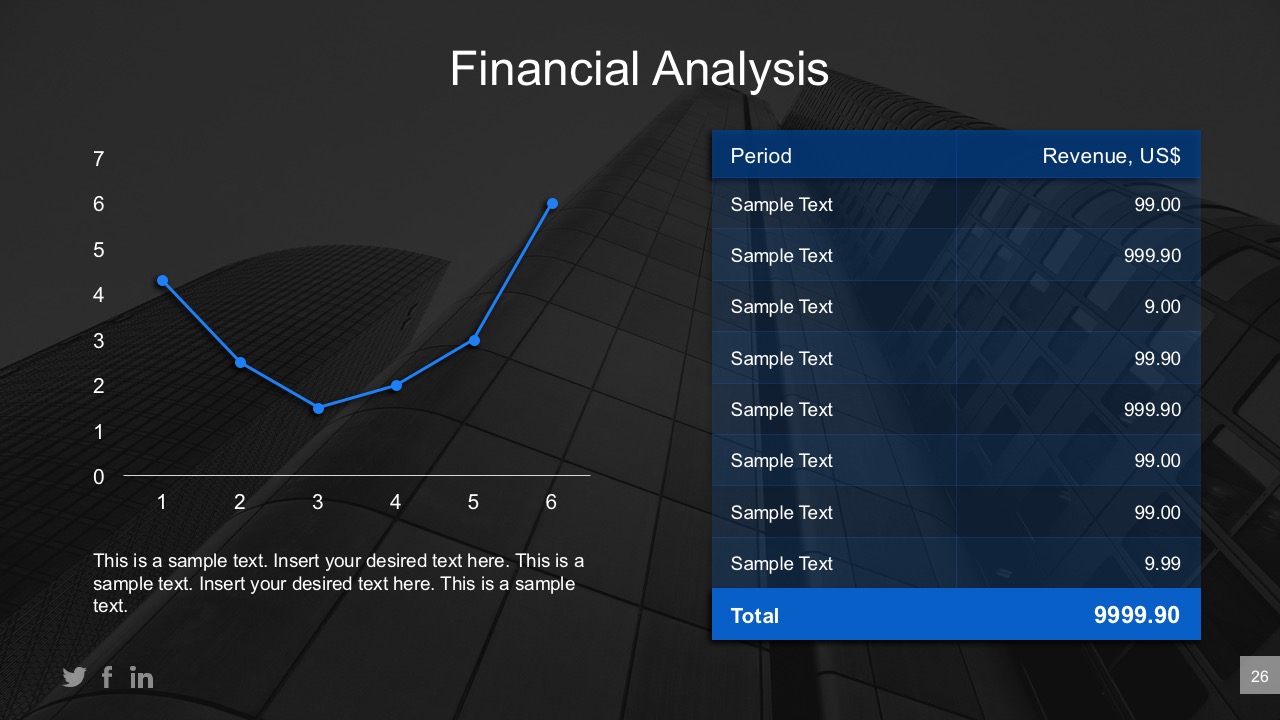 Financial Analysis
7
6
5
4
3
2
1
0
1 2 3 4 5 6
This is a sample text. Insert your desired text here. This is a
sample text. Insert your desired text here. This is a sample
text.
Period Revenue, US$
Sample Text 99.00
Sample Text 999.90
Sample Text 9.00
Sample Text 99.90
Sample Text 999.90
Sample Text 99.00
Sample Text 99.00
Sample Text 9.99
Total 9999.90
26